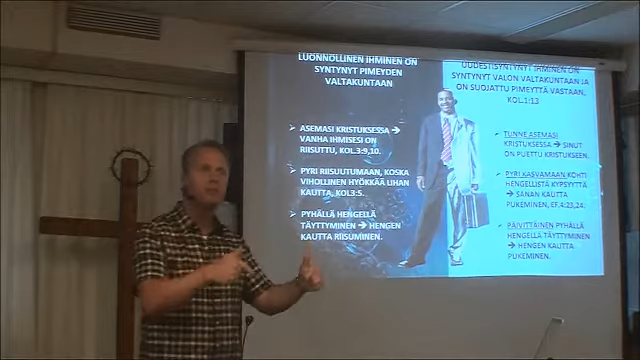 LUONNOLLINEN IHMINEN ON
SYNTYNYT PIMEYDEN
VALTAKUNTAAN.
➢ ASEMASI KRISTUKSESSA →
VANHA IHMISESI ON
RIISUTTU, KOL.3:9,10.
➢ PYRI RIISUUTUMAAN, KOSKA
VIHOLLINEN HYÖKKÄÄ LIHAN
KAUTTA, KOL.3:5.
➢ PYHÄLLÄ HENGELLÄ
TÄYTTYMINEN → HENGEN
KAUTTA RIISUMINEN.
UUDESTISYNTYNYT IHMINEN ON
SYNTYNYT VALON VALTAKUNTAAN JA
ON SUOJATTU PIMEYTTÄ VASTAAN,
KOL.1:13
➢ TUNNE ASEMASI
KRISTUKSESSA → SINUT
ON PUETTU KRISTUKSEEN.
➢ PYRI KASVAMAAN KOHTI
HENGELLISTÄ KYPSYYTTÄ
→ SANAN KAUTTA
PUKEMINEN, EF.4:23,24.
➢ PÄIVITTÄINEN PYHÄLLÄ
HENGELLÄ TÄYTTYMINEN
→ HENGEN KAUTTA
PUKEMINEN.